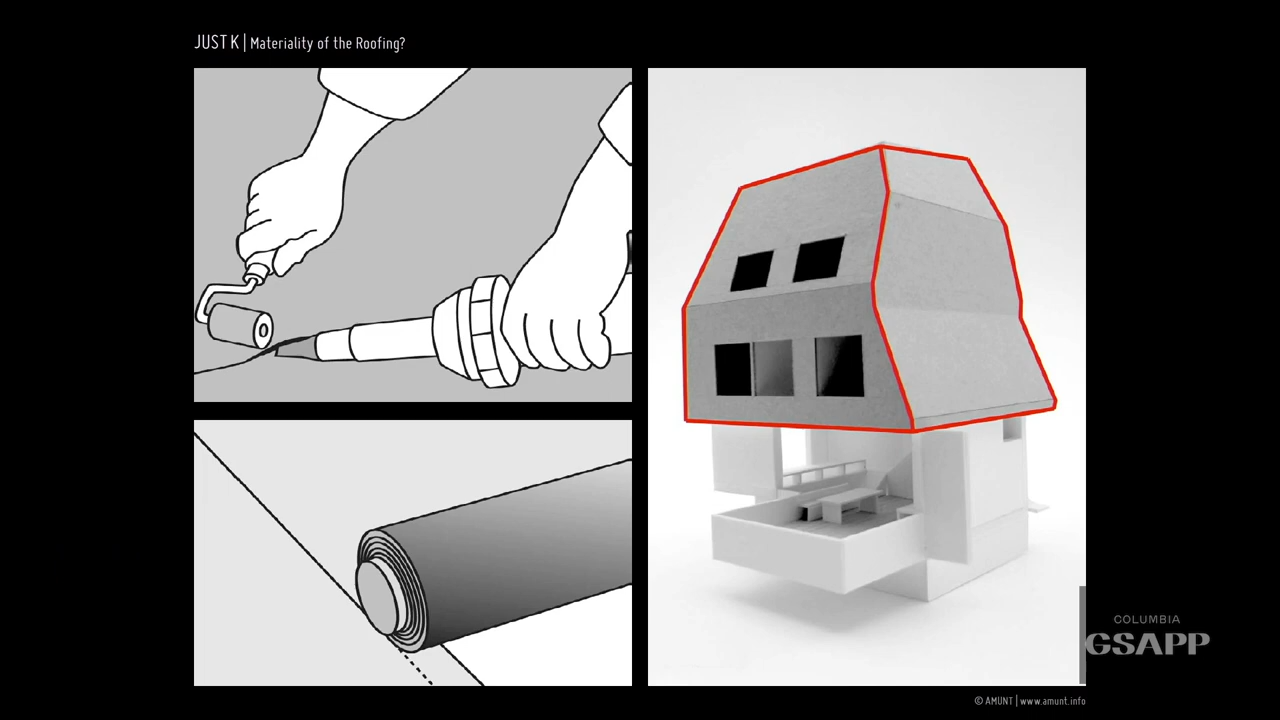 JUST K | Materiality of the Roofing?
COLUMBIA
GSAPP
© AMUNT | www.amunt.info